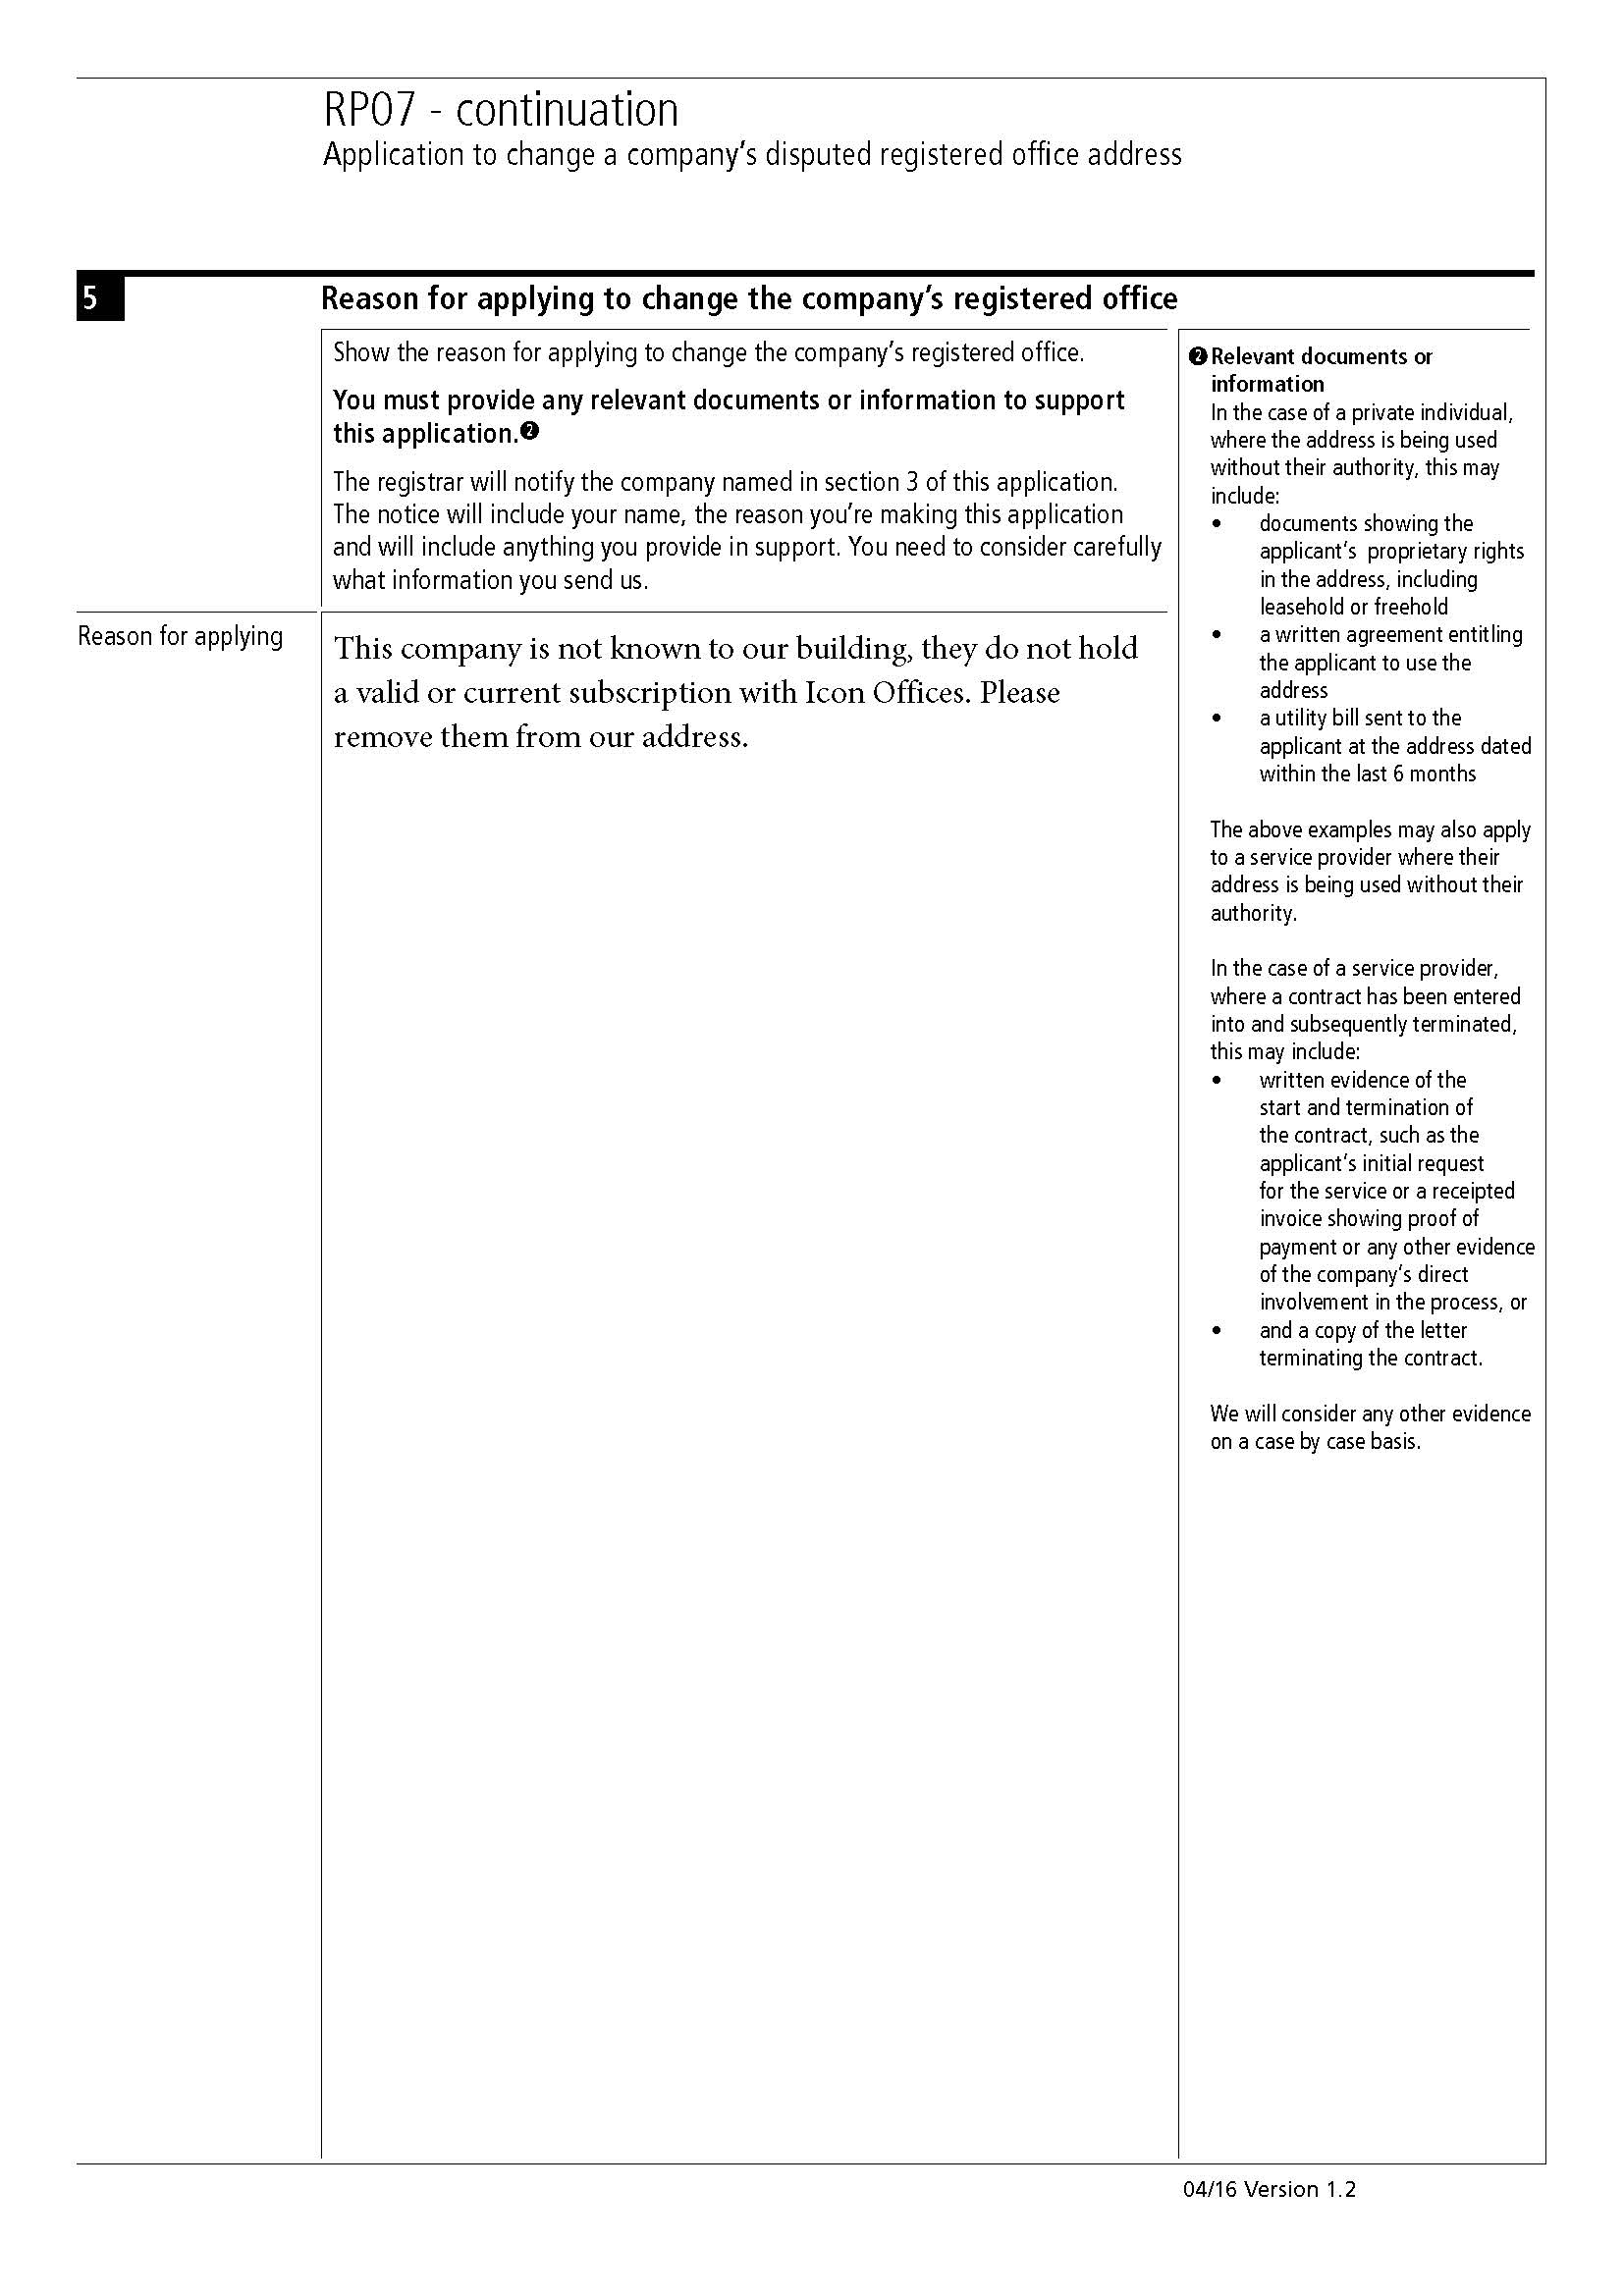 RP07 - continuation
Application to change a company's disputed registered office address
5
Reason for applying to change the company's registered office
Show the reason for applying to change the company's registered office.
You must provide any relevant documents or information to support
this application.❷
The registrar will notify the company named in section 3 of this application.
The notice will include your name, the reason you're making this application
and will include anything you provide in support. You need to consider carefully
what information you send us.
Reason for applying
This company is not known to our building, they do not hold
a valid or current subscription with Icon Offices. Please
remove them from our address.
❷ Relevant documents or
information
In the case of a private individual,
where the address is being used
without their authority, this may
include:
• documents showing the
applicant's proprietary rights
in the address, including
leasehold or freehold
• a written agreement entitling
the applicant to use the
address
• a utility bill sent to the
applicant at the address dated
within the last 6 months
The above examples may also apply
to a service provider where their
address is being used without their
authority.
In the case of a service provider,
where a contract has been entered
into and subsequently terminated,
this may include:
• written evidence of the
start and termination of
the contract, such as the
applicant's initial request
for the service or a receipted
invoice showing proof of
payment or any other evidence
of the company's direct
involvement in the process, or
• and a copy of the letter
terminating the contract.
We will consider any other evidence
on a case by case basis.
04/16 Version 1.2